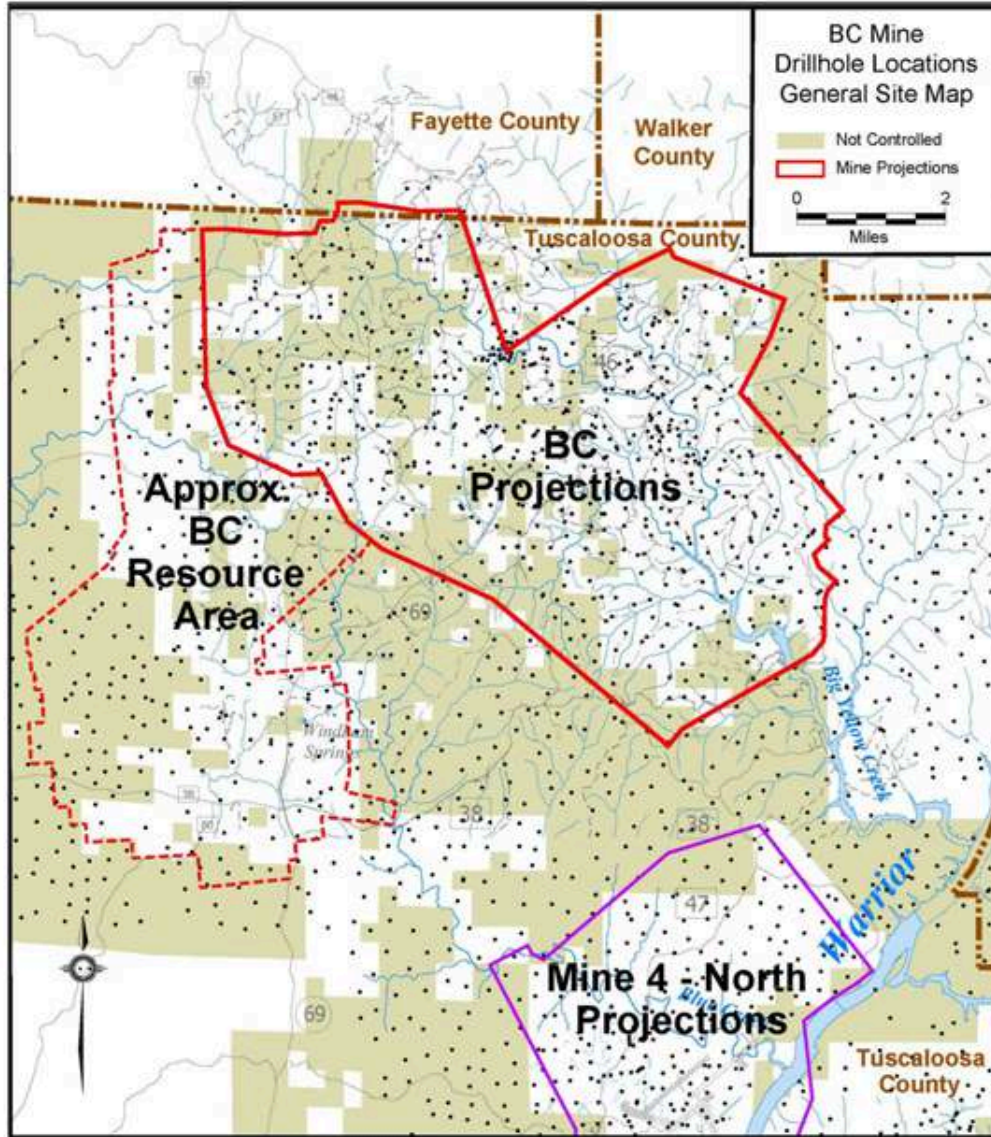 BC Mine
Drillhole Locations
General Site Map
Not Controlled
Mine Projections
0 2
Miles
Fayette County
Walker
County
Tuscaloosa County
46
BC
Projections
Approx.
BC
Resource
Area
69
Windham
Springs
Big Yellow Creek
38
38
47
Warrior
Mine 4 - North
Projections
69
Tuscaloosa
County